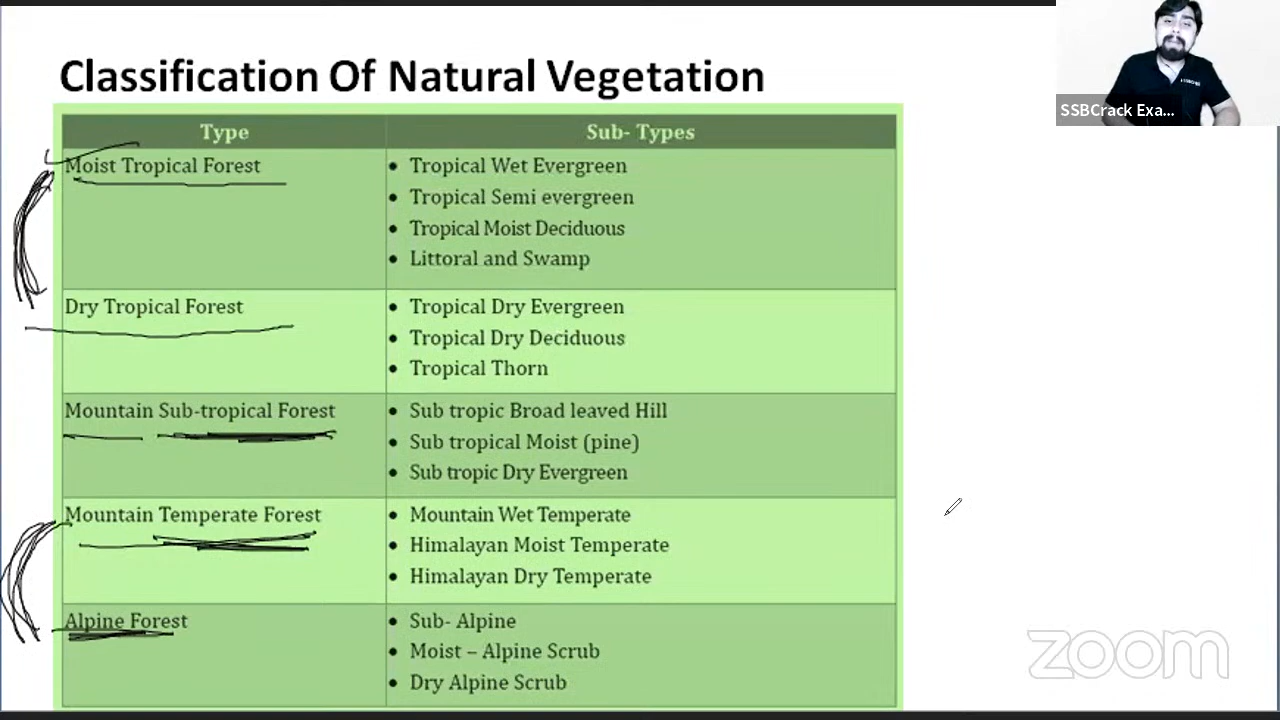 Classification Of Natural Vegetation
SSBCrack Exa...
Type
Sub- Types
Moist Tropical Forest
• Tropical Wet Evergreen
• Tropical Semi evergreen
• Tropical Moist Deciduous
• Littoral and Swamp
Dry Tropical Forest
• Tropical Dry Evergreen
• Tropical Dry Deciduous
• Tropical Thorn
Mountain Sub-tropical Forest
• Sub tropic Broad leaved Hill
• Sub tropical Moist (pine)
• Sub tropic Dry Evergreen
Mountain Temperate Forest
• Mountain Wet Temperate
• Himalayan Moist Temperate
• Himalayan Dry Temperate
Alpine Forest
• Sub- Alpine
• Moist – Alpine Scrub
• Dry Alpine Scrub
zoom